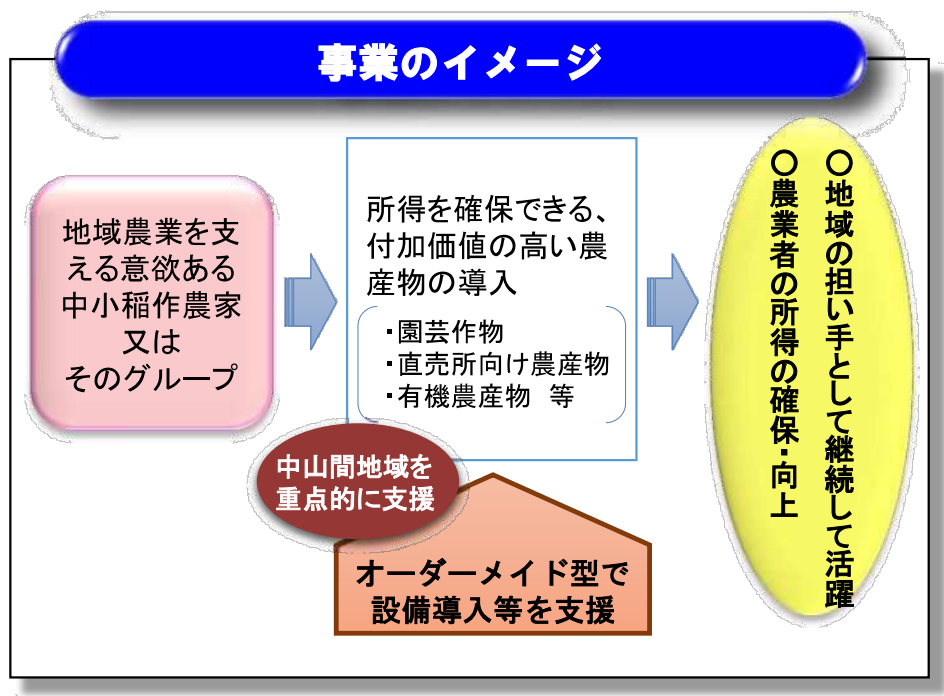 事業のイメージ
地域農業を支
える意欲ある
中小稲作農家
又は
そのグループ
所得を確保できる、
付加価値の高い農
産物の導入
・園芸作物
・直売所向け農産物
・有機農産物　等
中山間地域を
重点的に支援
オーダーメイド型で
設備導入等を支援
〇地域の担い手として継続して活躍
〇農業者の所得の確保・向上